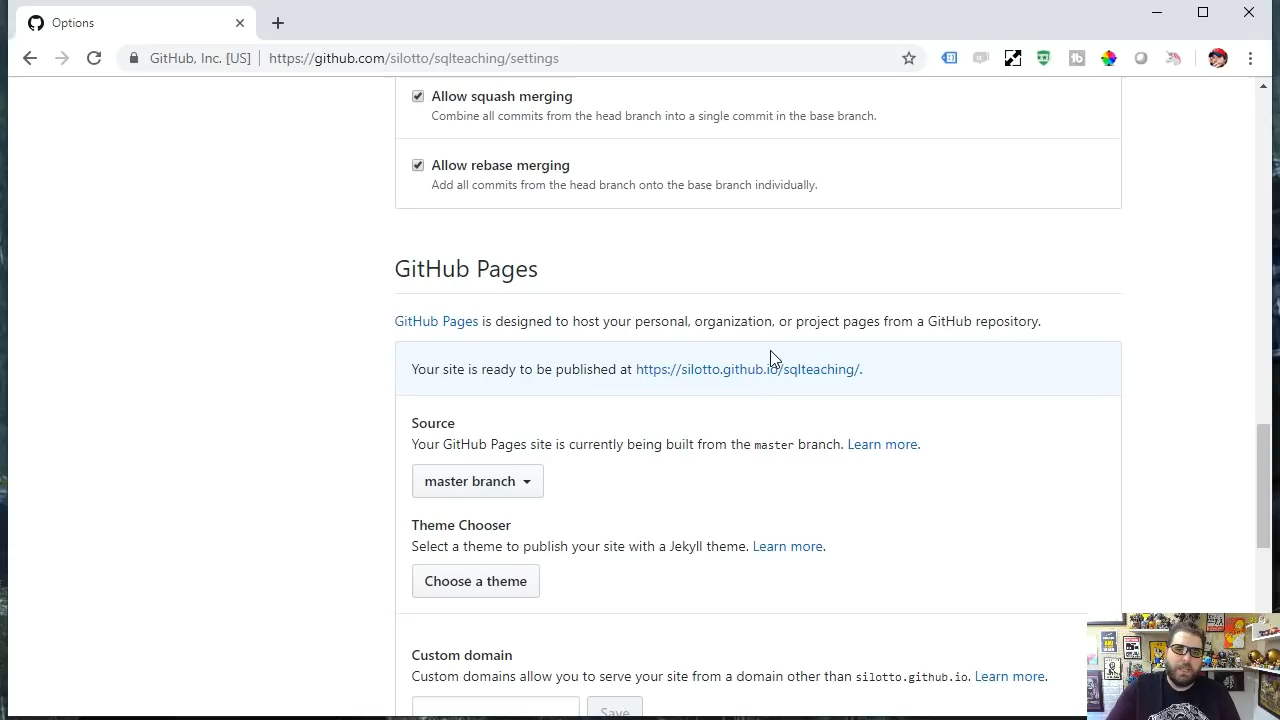 Options
GitHub, Inc. [US] https://github.com/silotto/sqlteaching/settings
Allow squash merging
Combine all commits from the head branch into a single commit in the base branch.
Allow rebase merging
Add all commits from the head branch onto the base branch individually.
GitHub Pages
GitHub Pages is designed to host your personal, organization, or project pages from a GitHub repository.
Your site is ready to be published at https://silotto.github.io/sqlteaching/.
Source
Your GitHub Pages site is currently being built from the master branch. Learn more.
master branch
Theme Chooser
Select a theme to publish your site with a Jekyll theme. Learn more.
Choose a theme
Custom domain
Custom domains allow you to serve your site from a domain other than silotto.github.io. Learn more.
Save